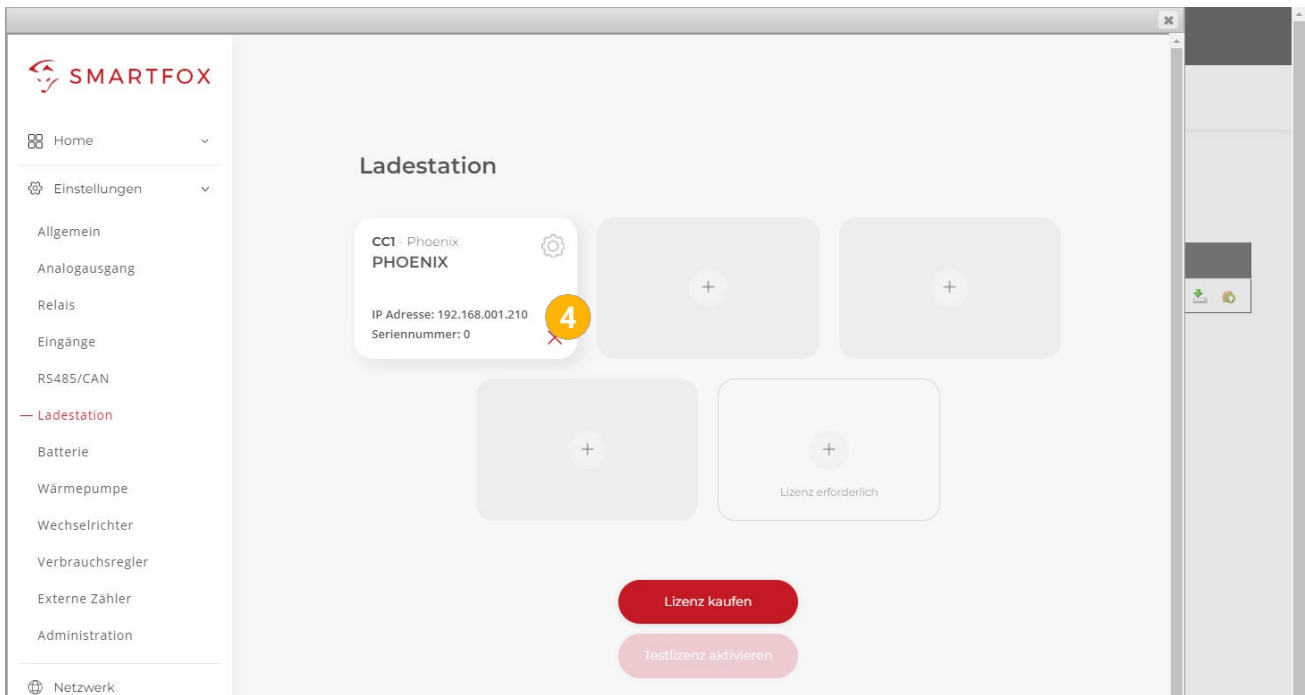 SMARTFOX
Home
Einstellungen
Allgemein
Analogausgang
Relais
Eingänge
RS485/CAN
Ladestation
Batterie
Wärmepumpe
Wechselrichter
Verbrauchsregler
Externe Zähler
Administration
Netzwerk
Ladestation
CC1 - Phoenix
PHOENIX
IP Adresse: 192.168.001.210
Seriennummer: 0
4
Lizenz erforderlich
Lizenz kaufen
Testlizenz aktivieren